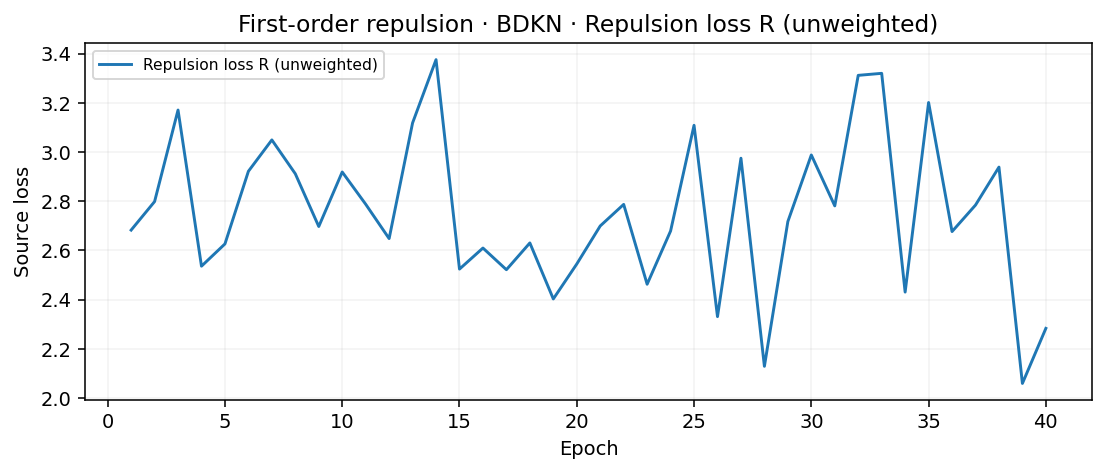 First-order repulsion · BDKN · Repulsion loss R (unweighted)
Repulsion loss R (unweighted)
Source loss
3.4
3.2
3.0
2.8
2.6
2.4
2.2
2.0
0 5 10 15 20 25 30 35 40
Epoch